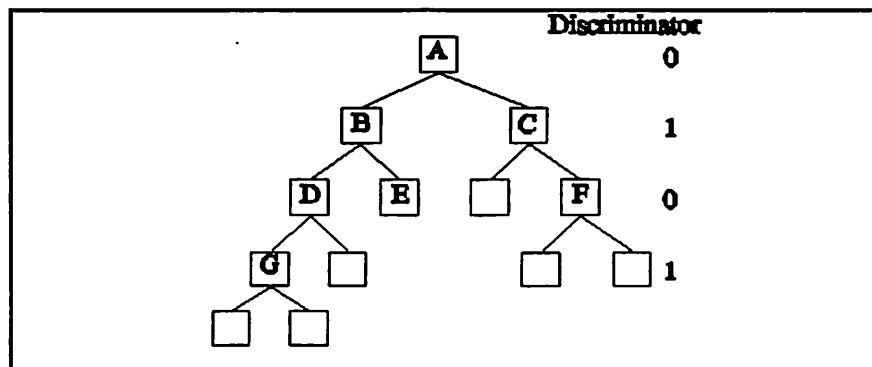 Discriminator
A 0
B C 1
D E F 0
G 1